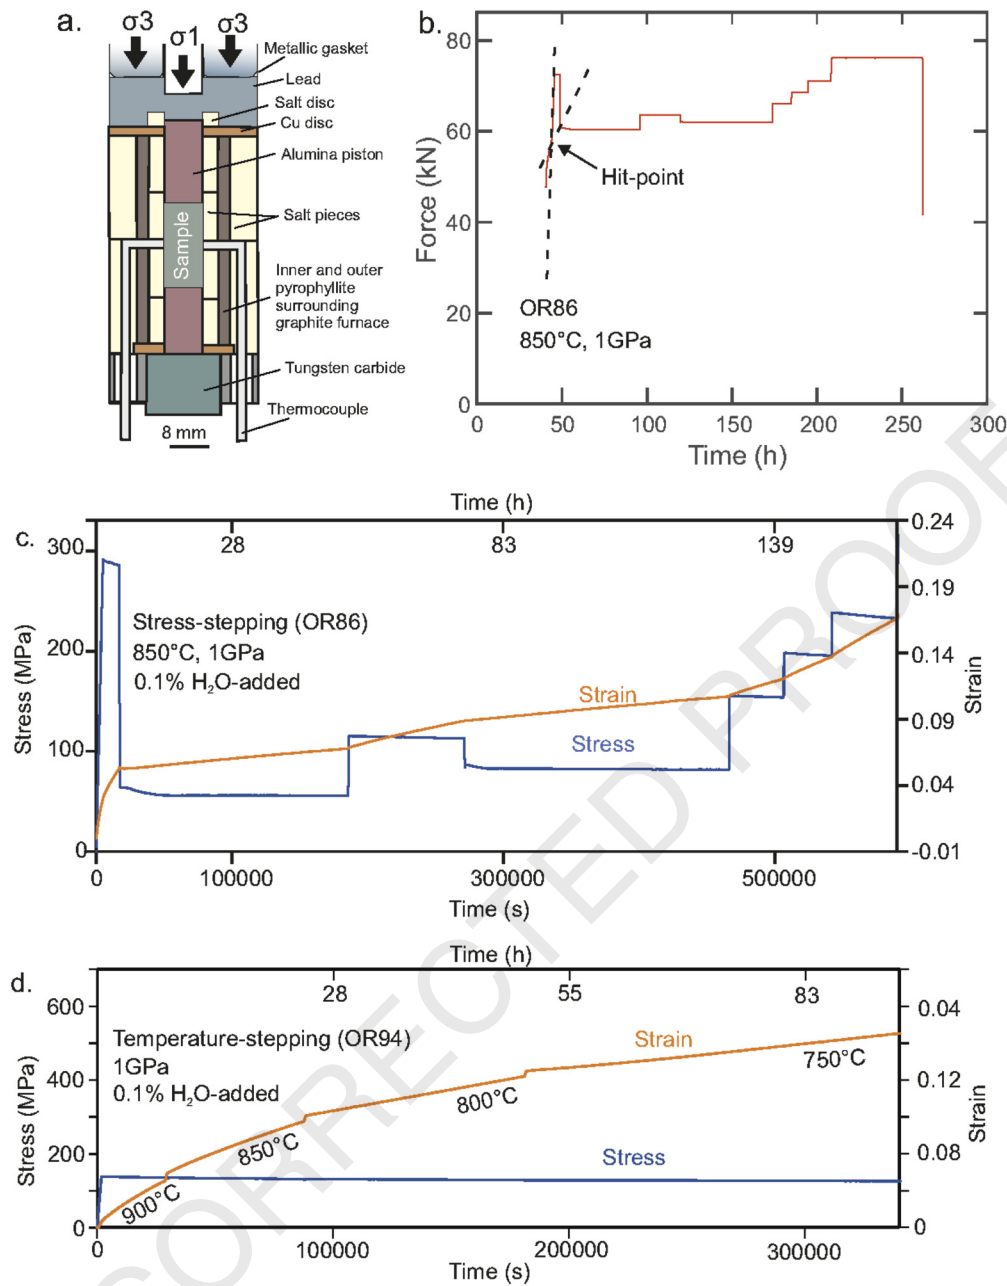 a.
σ3
σ1
σ3
Metallic gasket
Lead
Salt disc
Cu disc
Alumina piston
Salt pieces
Sample
Inner and outer
pyrophyllite
surrounding
graphite furnace
Tungsten carbide
Thermocouple
8 mm
b.
80
60
40
20
0
Force (kN)
Hit-point
OR86
850°C, 1GPa
0 50 100 150 200 250 300
Time (h)
c.
Time (h)
28 83 139
300
200
100
0
Stress (MPa)
Stress-stepping (OR86)
850°C, 1GPa
0.1% H₂O-added
Strain
Stress
0.24
0.19
0.14
0.09
0.04
-0.01
Strain
0 100000 300000 500000
Time (s)
d.
Time (h)
28 55 83
600
400
200
100
0
Stress (MPa)
Temperature-stepping (OR94)
1GPa
0.1% H₂O-added
Strain
900°C
850°C
800°C
750°C
Stress
0.04
0.12
0.08
0
Strain
0 100000 200000 300000
Time (s)
CORRECTED PROOF